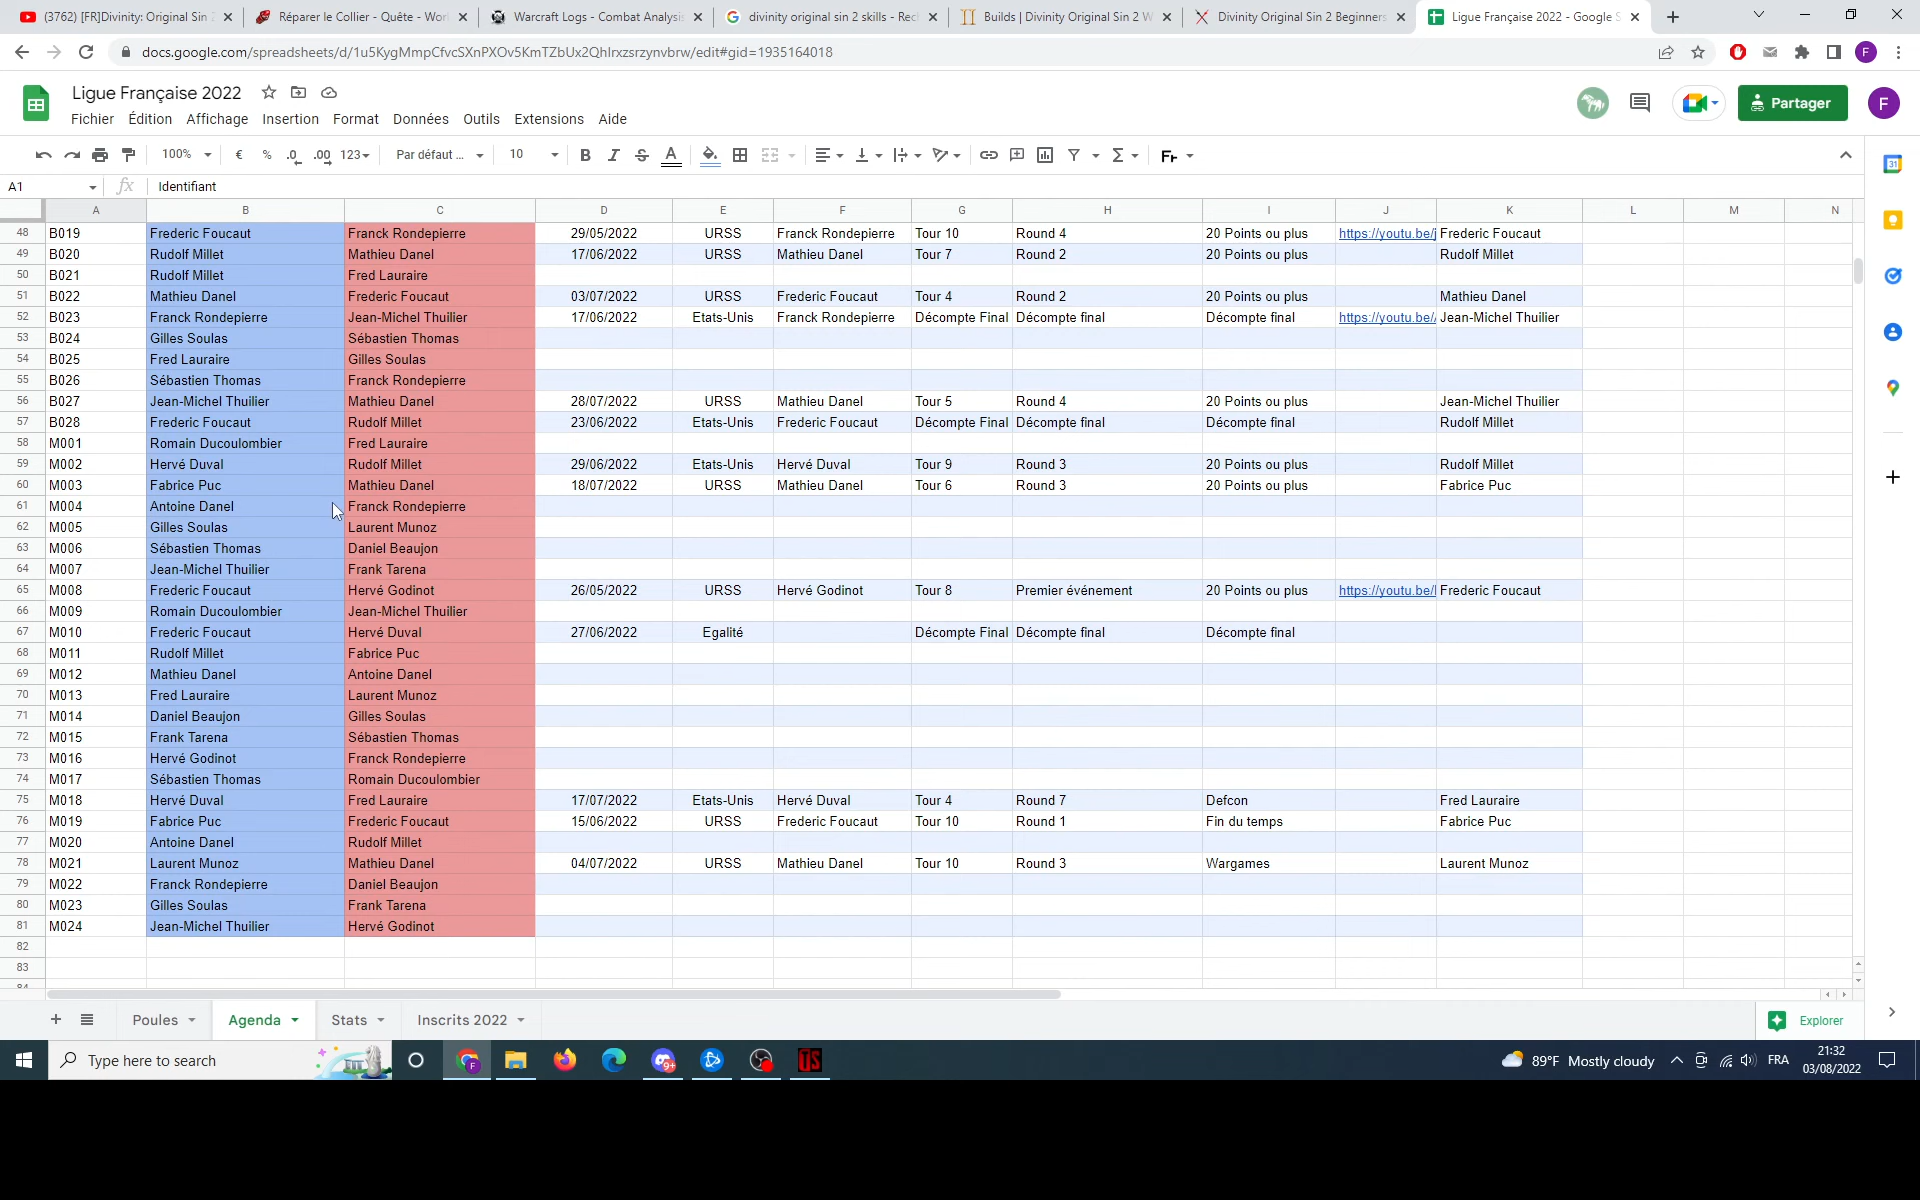 (3762) [FR]Divinity: Original Sin 2
Réparer le Collier - Quête - Wor
Warcraft Logs - Combat Analysis
divinity original sin 2 skills - Rec
Builds | Divinity Original Sin 2 W
Divinity Original Sin 2 Beginners
Ligue Française 2022 - Google S
docs.google.com/spreadsheets/d/1u5KygMmpCfvcSXnPXOv5KmTZbUx2QhIrxzsrzynvbrw/edit#gid=1935164018
F
Ligue Française 2022
Partager
F
Fichier Édition Affichage Insertion Format Données Outils Extensions Aide
100% € % .0 .00 123 Par défaut ... 10 B I S A Σ Fr
A1 fx Identifiant
A B C D E F G H I J K L M N
48 B019 Frederic Foucaut Franck Rondepierre 29/05/2022 URSS Franck Rondepierre Tour 10 Round 4 20 Points ou plus https://youtu.be/j Frederic Foucaut
49 B020 Rudolf Millet Mathieu Danel 17/06/2022 URSS Mathieu Danel Tour 7 Round 2 20 Points ou plus Rudolf Millet
50 B021 Rudolf Millet Fred Lauraire
51 B022 Mathieu Danel Frederic Foucaut 03/07/2022 URSS Frederic Foucaut Tour 4 Round 2 20 Points ou plus Mathieu Danel
52 B023 Franck Rondepierre Jean-Michel Thuilier 17/06/2022 Etats-Unis Franck Rondepierre Décompte Final Décompte final Décompte final https://youtu.be/ Jean-Michel Thuilier
53 B024 Gilles Soulas Sébastien Thomas
54 B025 Fred Lauraire Gilles Soulas
55 B026 Sébastien Thomas Franck Rondepierre
56 B027 Jean-Michel Thuilier Mathieu Danel 28/07/2022 URSS Mathieu Danel Tour 5 Round 4 20 Points ou plus Jean-Michel Thuilier
57 B028 Frederic Foucaut Rudolf Millet 23/06/2022 Etats-Unis Frederic Foucaut Décompte Final Décompte final Décompte final Rudolf Millet
58 M001 Romain Ducoulombier Fred Lauraire
59 M002 Hervé Duval Rudolf Millet 29/06/2022 Etats-Unis Hervé Duval Tour 9 Round 3 20 Points ou plus Rudolf Millet
60 M003 Fabrice Puc Mathieu Danel 18/07/2022 URSS Mathieu Danel Tour 6 Round 3 20 Points ou plus Fabrice Puc
61 M004 Antoine Danel Franck Rondepierre
62 M005 Gilles Soulas Laurent Munoz
63 M006 Sébastien Thomas Daniel Beaujon
64 M007 Jean-Michel Thuilier Frank Tarena
65 M008 Frederic Foucaut Hervé Godinot 26/05/2022 URSS Hervé Godinot Tour 8 Premier événement 20 Points ou plus https://youtu.be/ Frederic Foucaut
66 M009 Romain Ducoulombier Jean-Michel Thuilier
67 M010 Frederic Foucaut Hervé Duval 27/06/2022 Egalité Décompte Final Décompte final Décompte final
68 M011 Rudolf Millet Fabrice Puc
69 M012 Mathieu Danel Antoine Danel
70 M013 Fred Lauraire Laurent Munoz
71 M014 Daniel Beaujon Gilles Soulas
72 M015 Frank Tarena Sébastien Thomas
73 M016 Hervé Godinot Franck Rondepierre
74 M017 Sébastien Thomas Romain Ducoulombier
75 M018 Hervé Duval Fred Lauraire 17/07/2022 Etats-Unis Hervé Duval Tour 4 Round 7 Defcon Fred Lauraire
76 M019 Fabrice Puc Frederic Foucaut 15/06/2022 URSS Frederic Foucaut Tour 10 Round 1 Fin du temps Fabrice Puc
77 M020 Antoine Danel Rudolf Millet
78 M021 Laurent Munoz Mathieu Danel 04/07/2022 URSS Mathieu Danel Tour 10 Round 3 Wargames Laurent Munoz
79 M022 Franck Rondepierre Daniel Beaujon
80 M023 Gilles Soulas Frank Tarena
81 M024 Jean-Michel Thuilier Hervé Godinot
82
83
84
Poules Agenda Stats Inscrits 2022 Explorer
Type here to search
9+
TS
89°F Mostly cloudy
FRA
21:32
03/08/2022